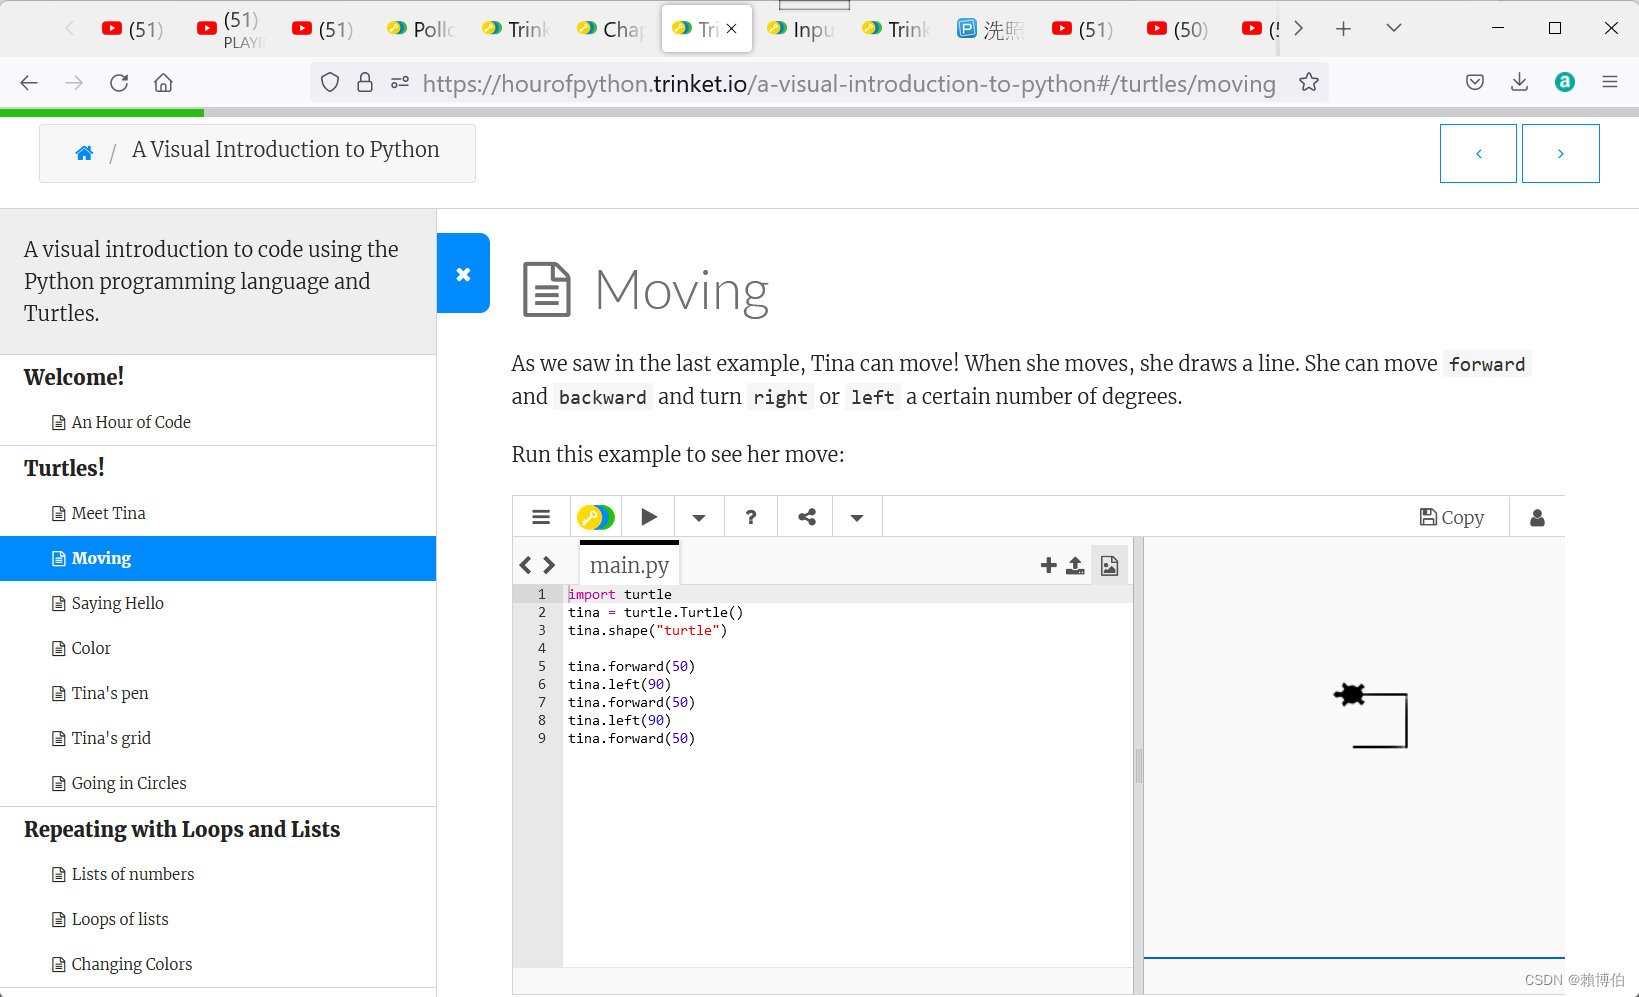 (51)
(51)
PLAYI
(51)
Pollo
Trink
Chap
Tri
Inpu
Trink
洗照
(51)
(50)
https://hourofpython.trinket.io/a-visual-introduction-to-python#/turtles/moving
/ A Visual Introduction to Python
A visual introduction to code using the
Python programming language and
Turtles.
Welcome!
An Hour of Code
Turtles!
Meet Tina
Moving
Saying Hello
Color
Tina's pen
Tina's grid
Going in Circles
Repeating with Loops and Lists
Lists of numbers
Loops of lists
Changing Colors
Moving
As we saw in the last example, Tina can move! When she moves, she draws a line. She can move forward
and backward and turn right or left a certain number of degrees.
Run this example to see her move:
Copy
main.py
1 import turtle
2 tina = turtle.Turtle()
3 tina.shape("turtle")
4
5 tina.forward(50)
6 tina.left(90)
7 tina.forward(50)
8 tina.left(90)
9 tina.forward(50)
CSDN @賴博伯